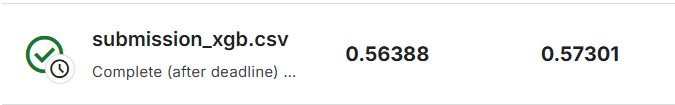 submission_xgb.csv 0.56388 0.57301
Complete (after deadline) ...